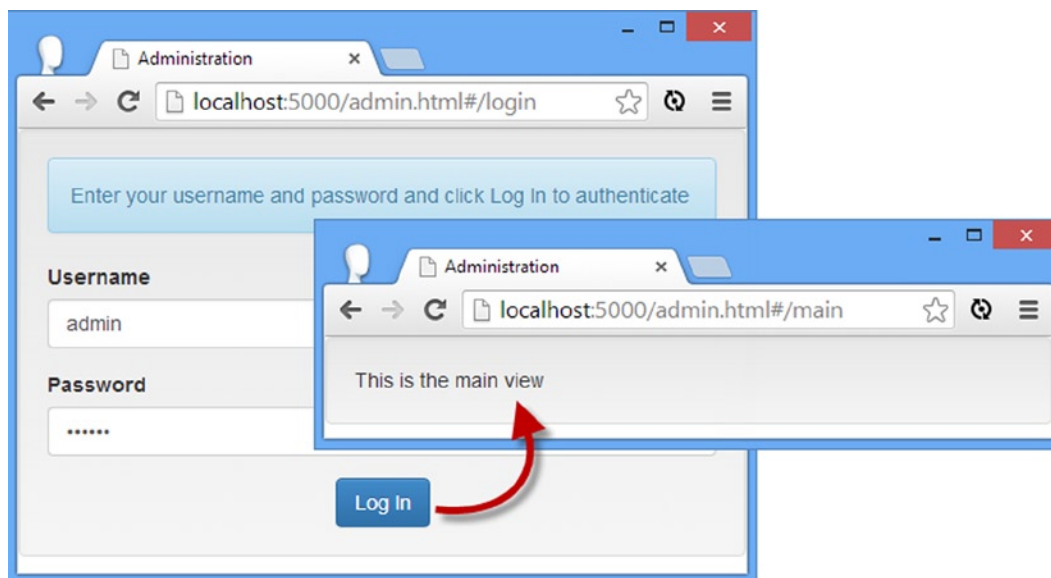 Administration
localhost:5000/admin.html#/login
Enter your username and password and click Log In to authenticate
Username
admin
Password
••••••
Log In
Administration
localhost:5000/admin.html#/main
This is the main view